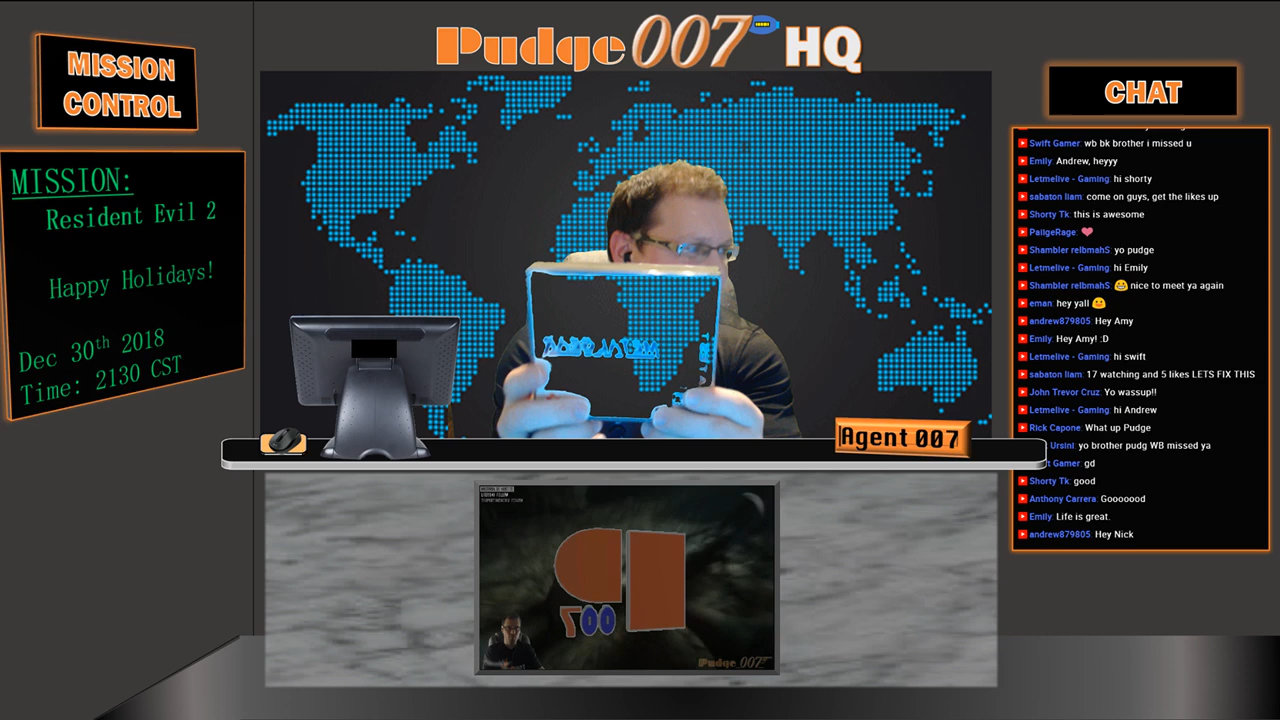 Pudge 007 HQ
MISSION
CONTROL
MISSION:
Resident Evil 2
Happy Holidays!
Dec 30th 2018
Time: 2130 CST
Agent 007
007
Pudge 007
CHAT
Swift Gamer: wb bk brother i missed u
Emily: Andrew, heyyy
Letmelive - Gaming: hi shorty
sabaton liam: come on guys, get the likes up
Shorty Tk: this is awesome
PaligeRage: ❤
Shambler relbmahS: yo pudge
Letmelive - Gaming: hi Emily
Shambler relbmahS: 😂 nice to meet ya again
eman: hey yall 😀
andrew879805: Hey Amy
Emily: Hey Amy! :D
Letmelive - Gaming: hi swift
sabaton liam: 17 watching and 5 likes LETS FIX THIS
John Trevor Cruz: Yo wassup!!
Letmelive - Gaming: hi Andrew
Rick Capone: What up Pudge
Ursini: yo brother pudg WB missed ya
Gamer: gd
Shorty Tk: good
Anthony Carrera: Gooooood
Emily: Life is great.
andrew879805: Hey Nick